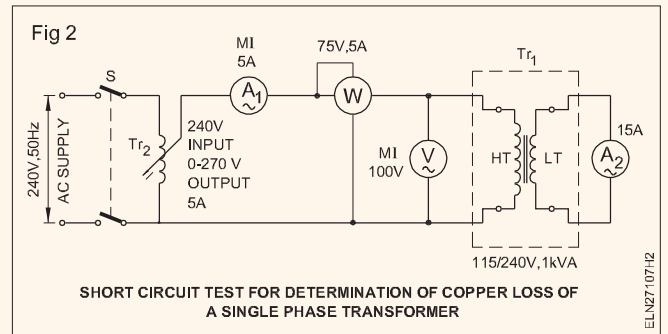 Fig 2
S
240V,50Hz
AC SUPPLY
Tr2
240V
INPUT
0-270 V
OUTPUT
5A
MI
5A
A1
75V,5A
W
MI
100V
V
Tr1
HT
LT
15A
A2
115/240V,1kVA
SHORT CIRCUIT TEST FOR DETERMINATION OF COPPER LOSS OF
A SINGLE PHASE TRANSFORMER
ELN27107H2